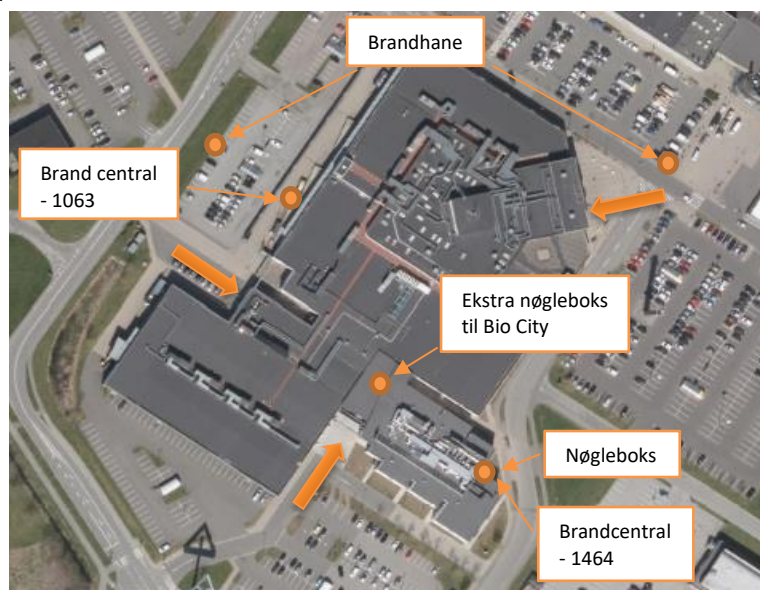 Brandhane
Brand central
- 1063
Ekstra nøgleboks
til Bio City
Nøgleboks
Brandcentral
- 1464